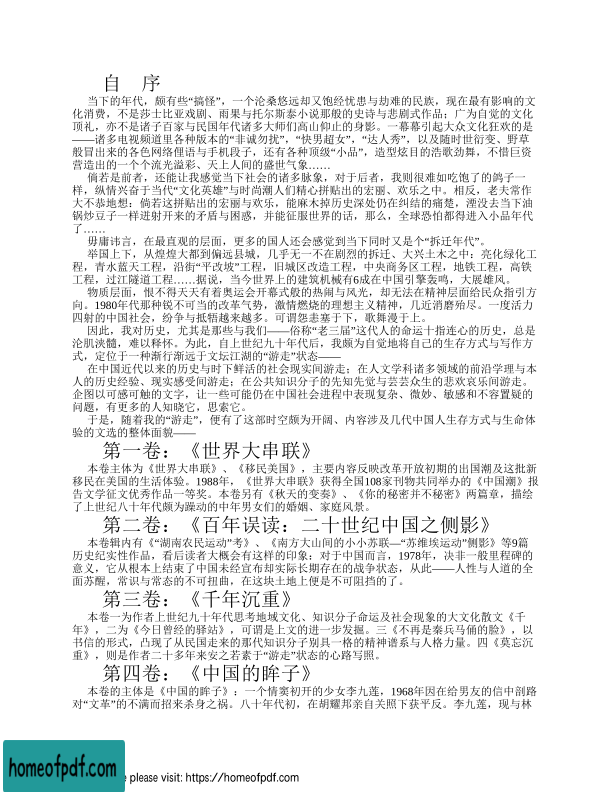 自 序
当下的年代，颇有些“搞怪”，一个沧桑悠远却又饱经忧患与劫难的民族，现在最有影响的文
化消费，不是莎士比亚戏剧、雨果与托尔斯泰小说那般的史诗与悲剧式作品；广为自觉的文化
顶礼，亦不是诸子百家与民国年代诸多大师们高山仰止的身影。一幕幕引起大众文化狂欢的是
——诸多电视频道里各种版本的“非诚勿扰”，“快男超女”，“达人秀”，以及随时世衍变、野草
般冒出来的各色网络俚语与手机段子，还有各种顶级“小品”，造型炫目的浩歌劲舞，不惜巨资
营造出的一个个流光溢彩、天上人间的盛世气象……
倘若是前者，还能让我感觉当下社会的诸多脉象，对于后者，我则很难如吃饱了的鸽子一
样，纵情兴奋于当代“文化英雄”与时尚潮人们精心拼贴出的宏丽、欢乐之中。相反，老夫常作
大不恭地想：倘若这拼贴出的宏丽与欢乐，能麻木掉历史深处仍在纠结的痛楚，湮没去当下油
锅炒豆子一样迸射开来的矛盾与困惑，并能征服世界的话，那么，全球恐怕都得进入小品年代
了……
毋庸讳言，在最直观的层面，更多的国人还会感觉到当下同时又是个“拆迁年代”。
举国上下，从煌煌大都到偏远县城，几乎无一不在剧烈的拆迁、大兴土木之中：亮化绿化工
程，青水蓝天工程，沿街“平改坡”工程，旧城区改造工程，中央商务区工程，地铁工程，高铁
工程，过江隧道工程……据说，当今世界上的建筑机械有6成在中国引擎轰鸣，大展雄风。
物质层面，恨不得天天有着奥运会开幕式般的热闹与风光，却无法在精神层面给民众指引方
向。1980年代那种锐不可当的改革气势，激情燃烧的理想主义精神，几近消磨殆尽。一度活力
四射的中国社会，纷争与抵牾越来越多。可谓怨恚塞于下，歌舞漫于上。
因此，我对历史，尤其是那些与我们——俗称“老三届”这代人的命运十指连心的历史，总是
沦肌浃髓，难以释怀。为此，自上世纪九十年代后，我颇为自觉地将自己的生存方式与写作方
式，定位于一种渐行渐远于文坛江湖的“游走”状态——
在中国近代以来的历史与时下鲜活的社会现实间游走；在人文学科诸多领域的前沿学理与本
人的历史经验、现实感受间游走；在公共知识分子的先知先觉与芸芸众生的悲欢哀乐间游走。
企图以可感可触的文字，让一些可能仍在中国社会进程中表现复杂、微妙、敏感和不容置疑的
问题，有更多的人知晓它，思索它。
于是，随着我的“游走”，便有了这部时空颇为开阔、内容涉及几代中国人生存方式与生命体
验的文选的整体面貌——
第一卷：《世界大串联》
本卷主体为《世界大串联》、《移民美国》，主要内容反映改革开放初期的出国潮及这批新
移民在美国的生活体验。1988年，《世界大串联》获得全国108家刊物共同举办的《中国潮》报
告文学征文优秀作品一等奖。本卷另有《秋天的变奏》、《你的秘密并不秘密》两篇章，描绘
了上世纪八十年代颇为躁动的中年男女们的婚姻、家庭风景。
第二卷：《百年误读：二十世纪中国之侧影》
本卷辑内有《“湖南农民运动”考》、《南方大山间的小小苏联—“苏维埃运动”侧影》等9篇
历史纪实性作品，看后读者大概会有这样的印象：对于中国而言，1978年，决非一般里程碑的
意义，它从根本上结束了中国未经宣布却实际长期存在的战争状态，从此——人性与人道的全
面苏醒，常识与常态的不可扭曲，在这块土地上便是不可阻挡的了。
第三卷：《千年沉重》
本卷一为作者上世纪九十年代思考地域文化、知识分子命运及社会现象的大文化散文《千
年》，二为《今日曾经的驿站》，可谓是上文的进一步发掘。三《不再是秦兵马俑的脸》，以
书信的形式，凸现了从民国走来的那代知识分子别具一格的精神谱系与人格力量。四《莫忘沉
重》，则是作者二十多年来安之若素于“游走”状态的心路写照。
第四卷：《中国的眸子》
本卷的主体是《中国的眸子》：一个情窦初开的少女李九莲，1968年因在给男友的信中剖路
对“文革”的不满而招来杀身之祸。八十年代初，在胡耀邦亲自关照下获平反。李九莲，现与林
homeofpdf.com
e please visit: https://homeofpdf.com